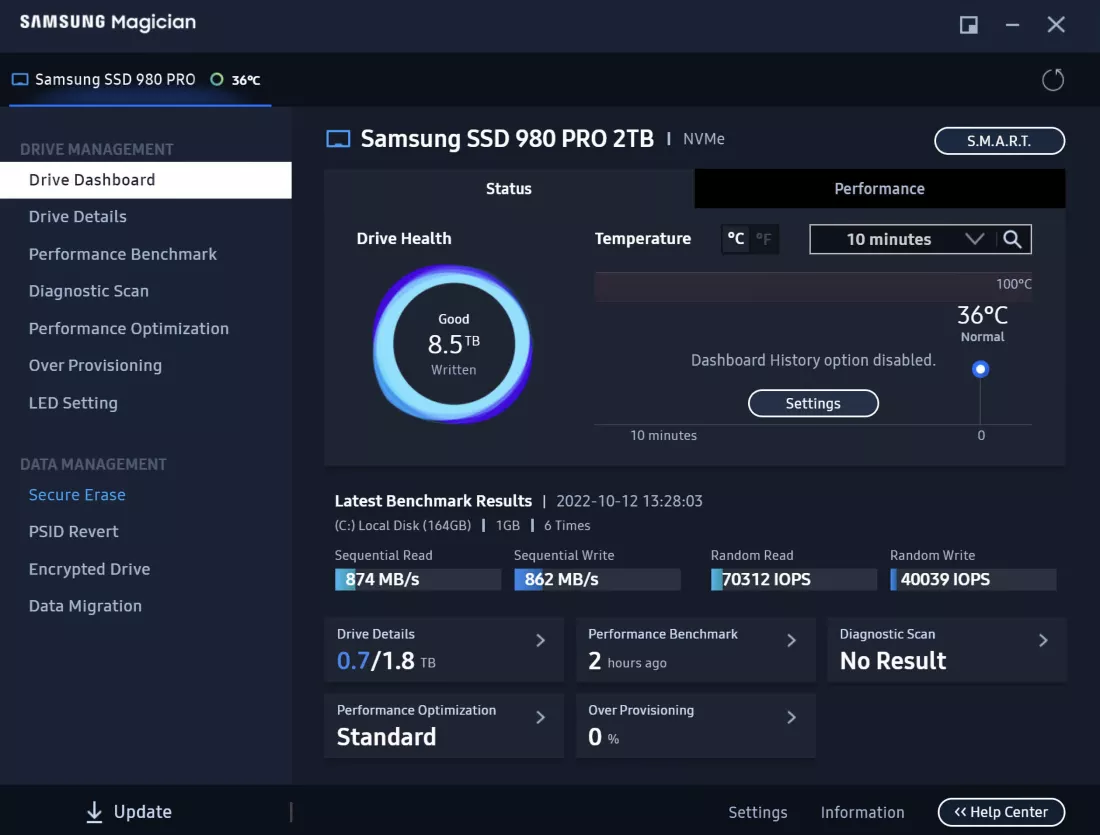 SAMSUNG Magician
Samsung SSD 980 PRO 36°C
DRIVE MANAGEMENT
Drive Dashboard
Drive Details
Performance Benchmark
Diagnostic Scan
Performance Optimization
Over Provisioning
LED Setting
DATA MANAGEMENT
Secure Erase
PSID Revert
Encrypted Drive
Data Migration
Samsung SSD 980 PRO 2TB | NVMe
S.M.A.R.T.
Status
Performance
Drive Health
Good
8.5TB
Written
Temperature
°C °F
10 minutes
100°C
36°C
Normal
Dashboard History option disabled.
Settings
10 minutes
0
Latest Benchmark Results | 2022-10-12 13:28:03
(C:) Local Disk (164GB) | 1GB | 6 Times
Sequential Read
874 MB/s
Sequential Write
862 MB/s
Random Read
70312 IOPS
Random Write
40039 IOPS
Drive Details
0.7/1.8 TB
Performance Benchmark
2 hours ago
Diagnostic Scan
No Result
Performance Optimization
Standard
Over Provisioning
0 %
Update
Settings
Information
<< Help Center